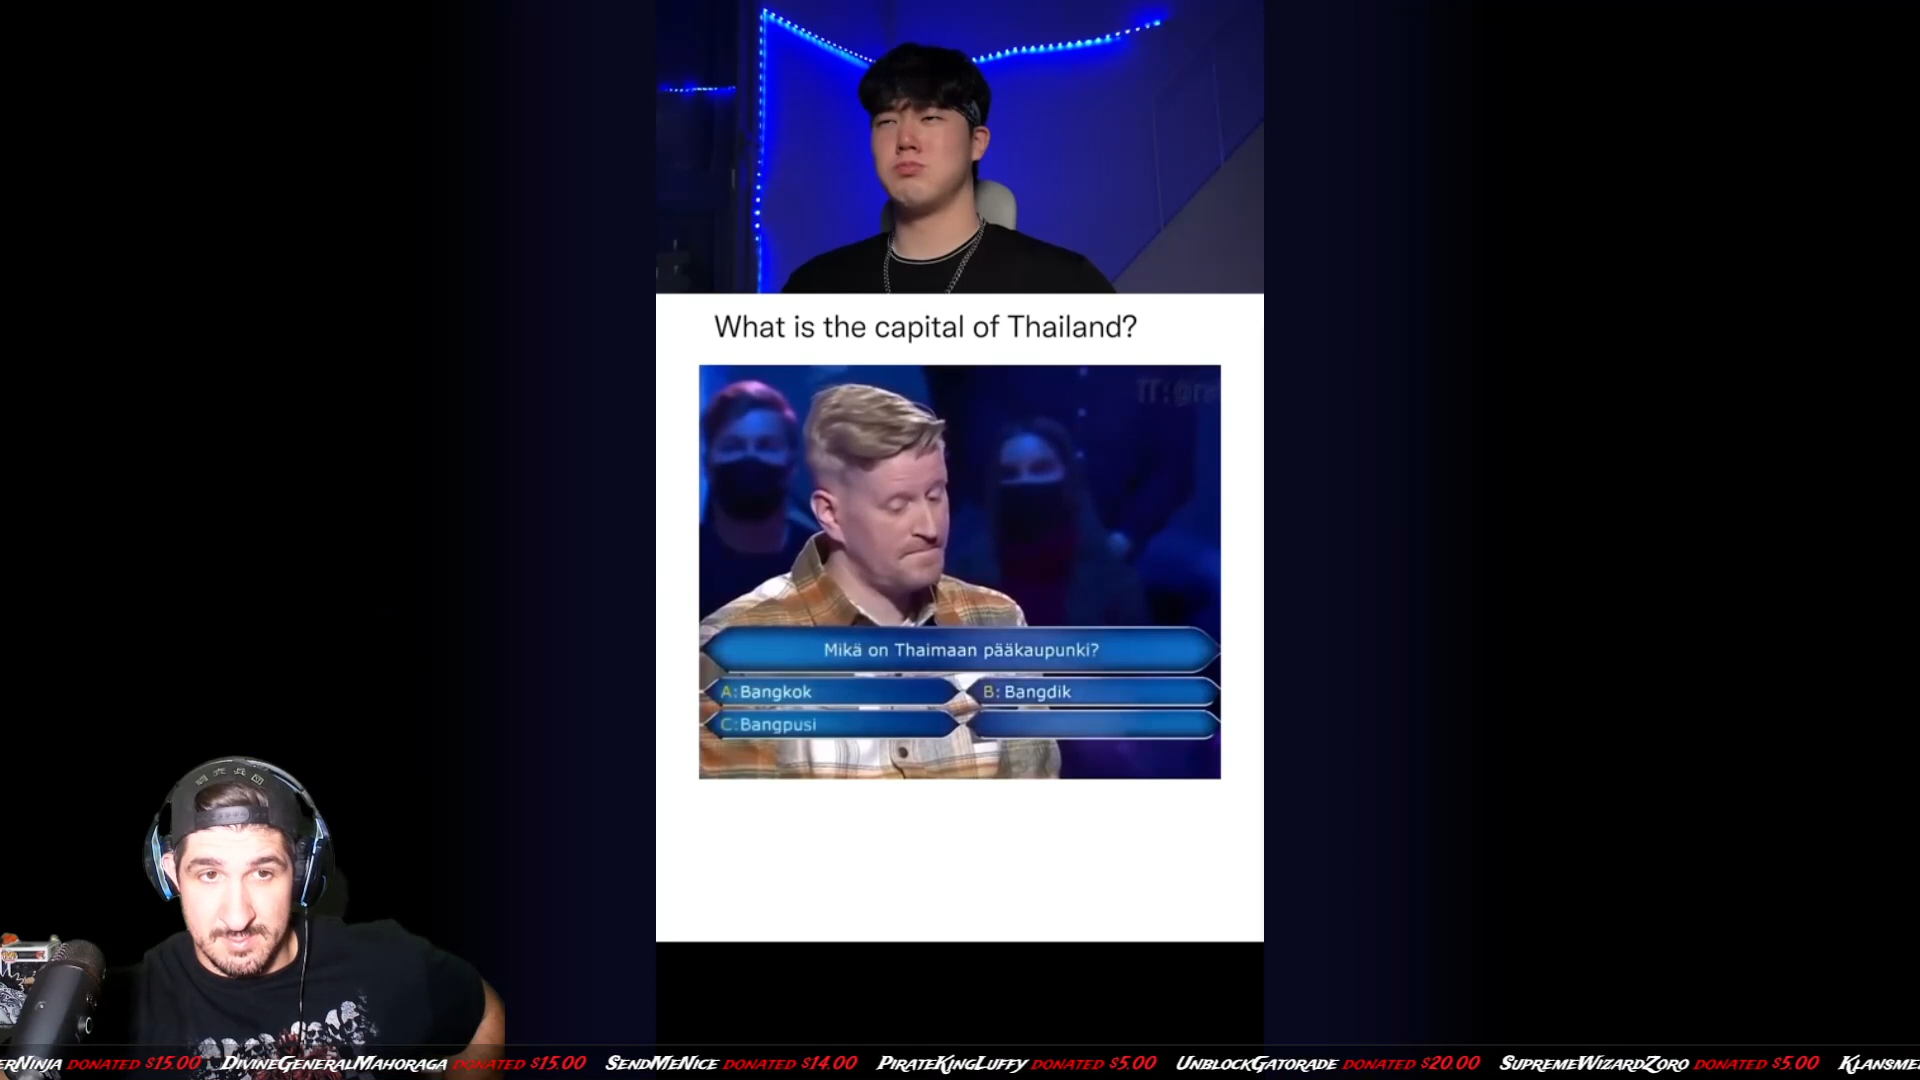 What is the capital of Thailand?
Mikä on Thaimaan pääkaupunki?
A: Bangkok
B: Bangdik
C: Bangpusi
DONATED $15.00 DIVINEGENERALMAHORAGA DONATED $15.00 SENDMENICE DONATED $14.00 PIRATEKINGLUFFY DONATED $5.00 UNBLOCKGATORADE DONATED $20.00 SUPREMEWIZARDZORO DONATED $5.00